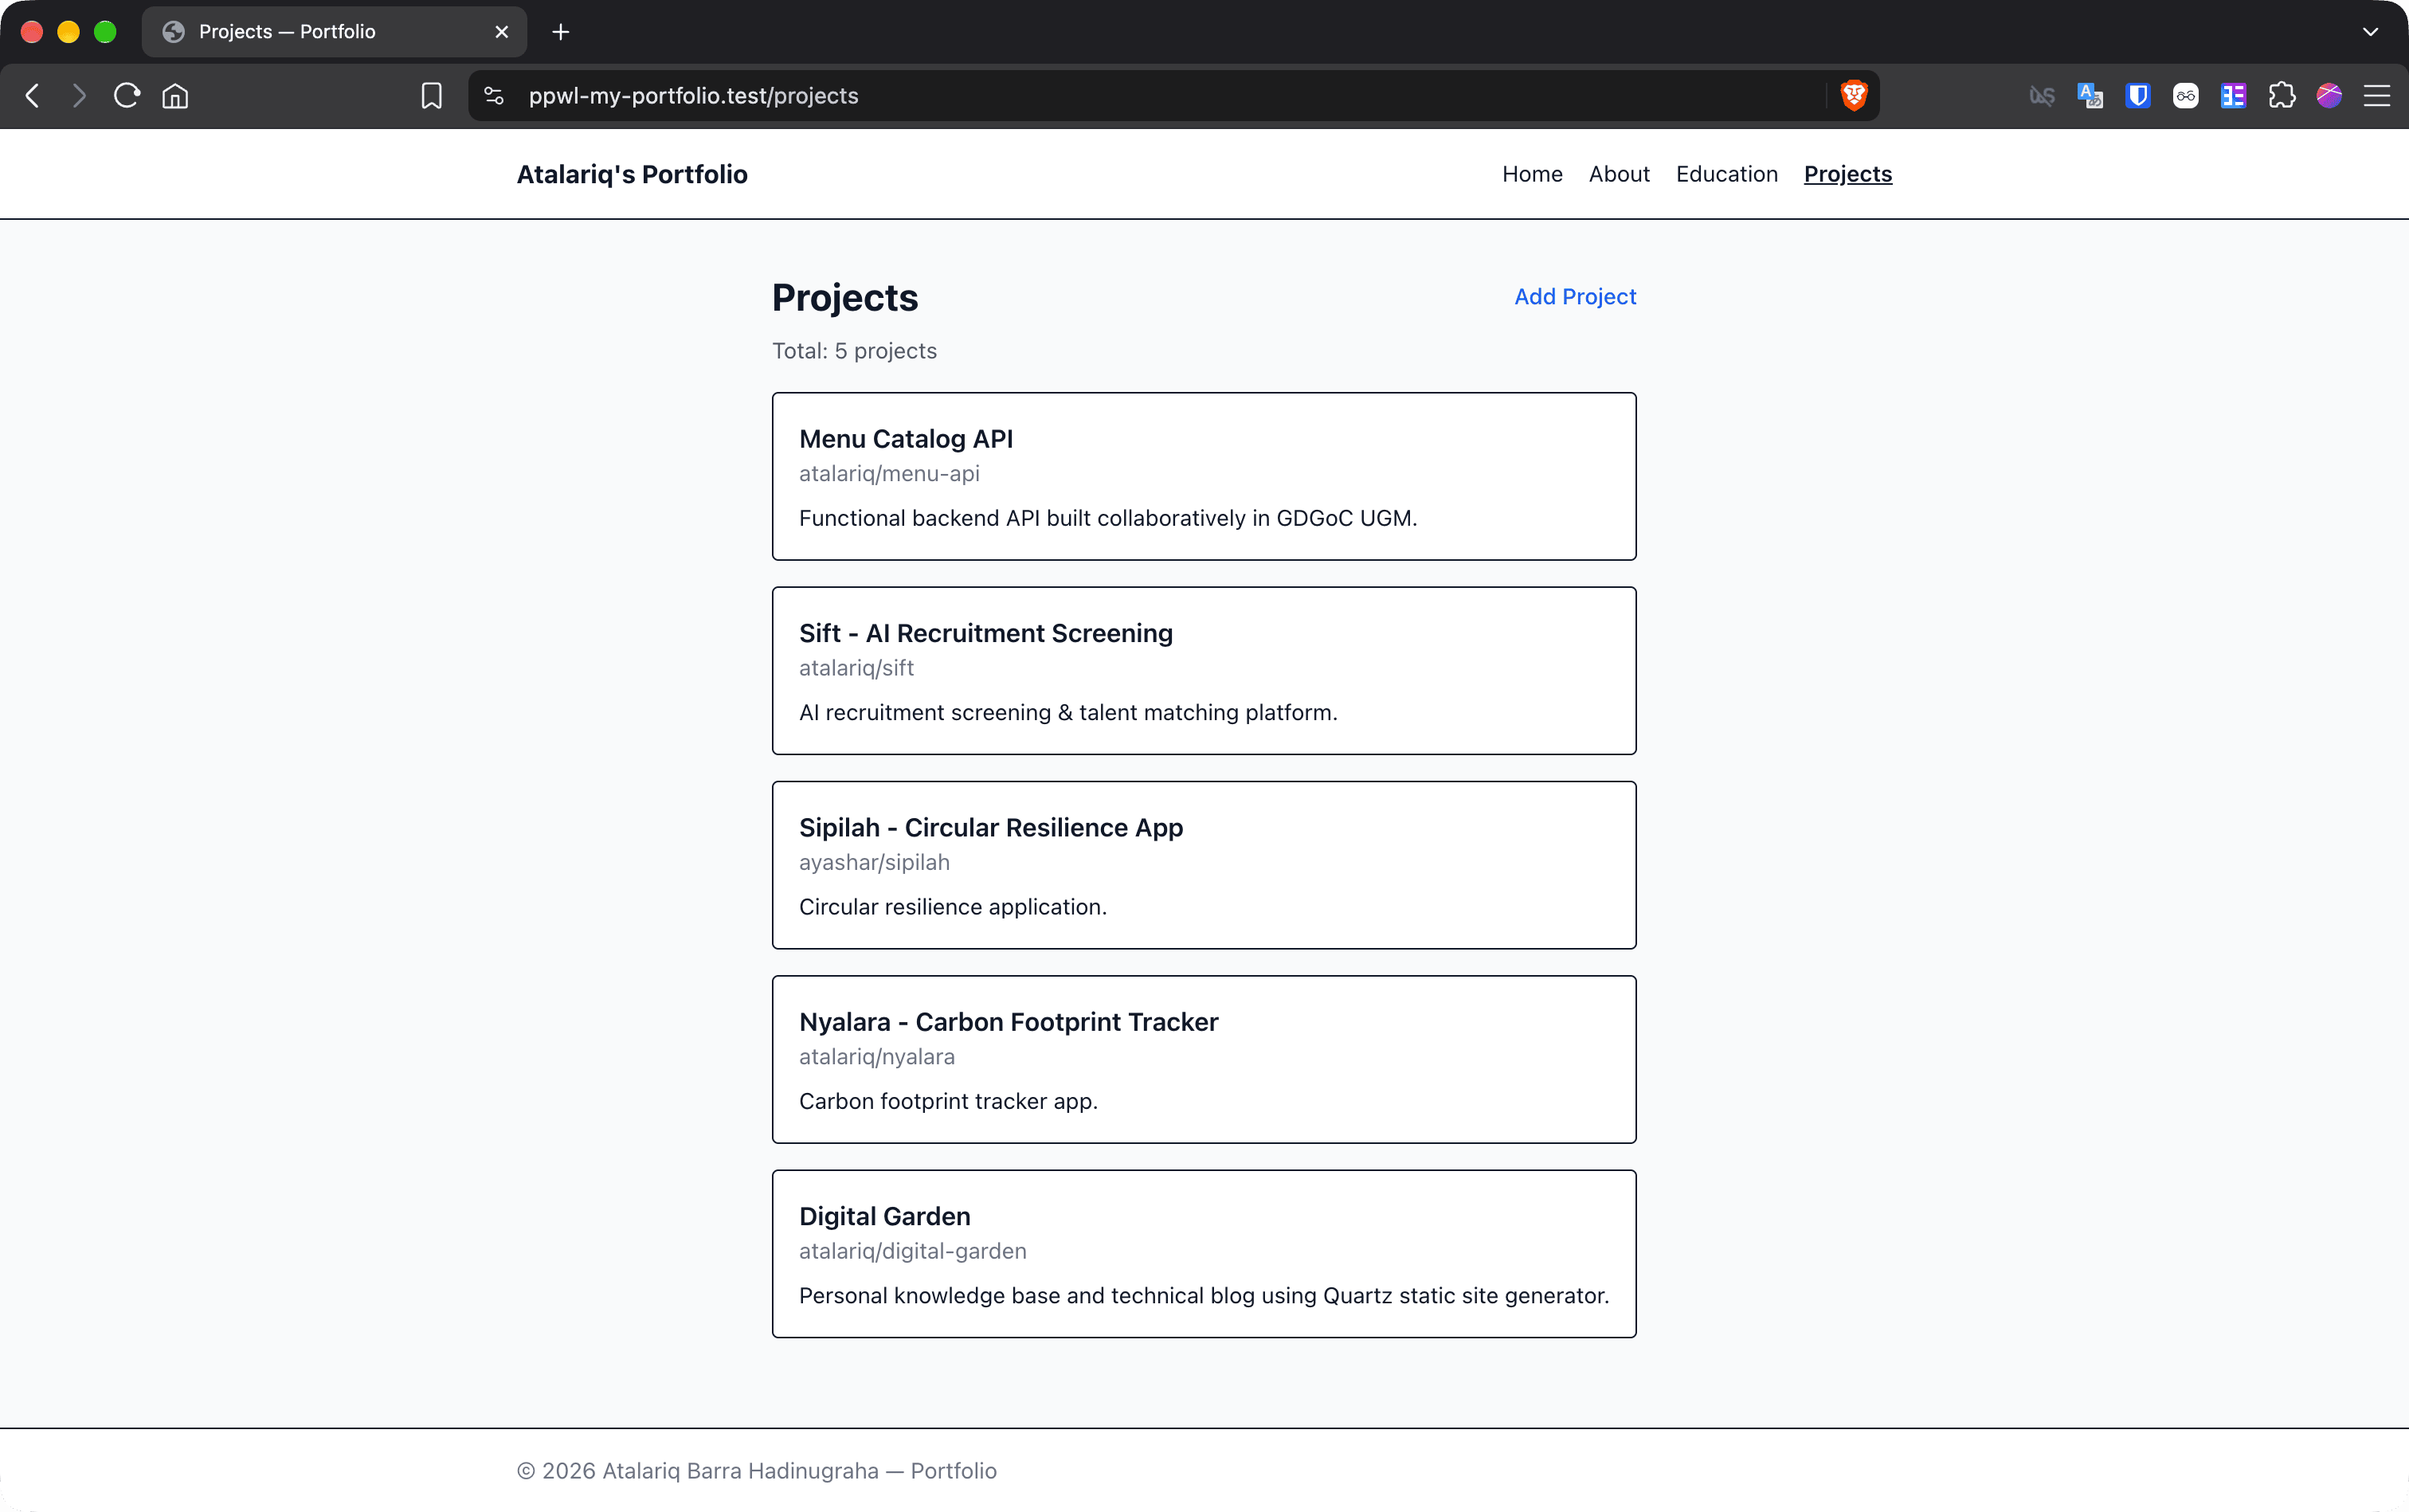 Projects — Portfolio
ppwl-my-portfolio.test/projects
Atalariq's Portfolio
Home About Education Projects
Projects
Add Project
Total: 5 projects
Menu Catalog API
atalariq/menu-api
Functional backend API built collaboratively in GDGoC UGM.
Sift - AI Recruitment Screening
atalariq/sift
AI recruitment screening & talent matching platform.
Sipilah - Circular Resilience App
ayashar/sipilah
Circular resilience application.
Nyalara - Carbon Footprint Tracker
atalariq/nyalara
Carbon footprint tracker app.
Digital Garden
atalariq/digital-garden
Personal knowledge base and technical blog using Quartz static site generator.
© 2026 Atalariq Barra Hadinugraha — Portfolio